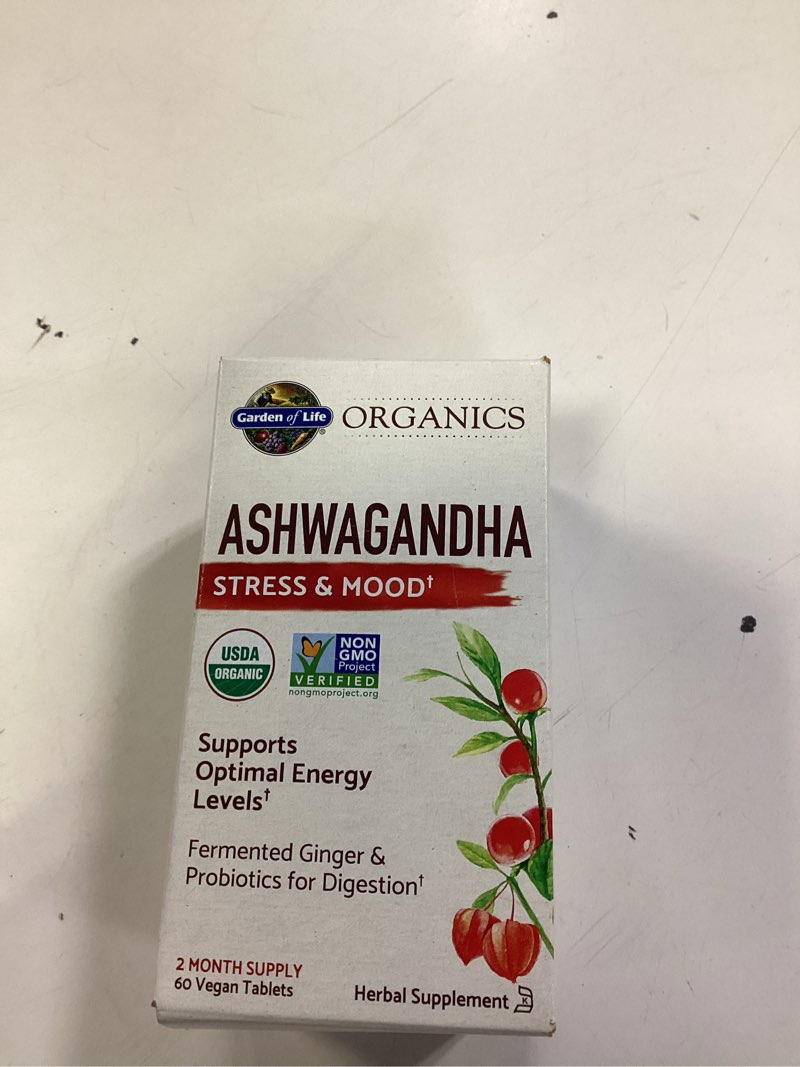 Garden of Life®
ORGANICS
ASHWAGANDHA
STRESS & MOOD†
USDA
ORGANIC
NON
GMO
Project
VERIFIED
nongmoproject.org
Supports
Optimal Energy
Levels†
Fermented Ginger &
Probiotics for Digestion†
2 MONTH SUPPLY
60 Vegan Tablets
Herbal Supplement
K